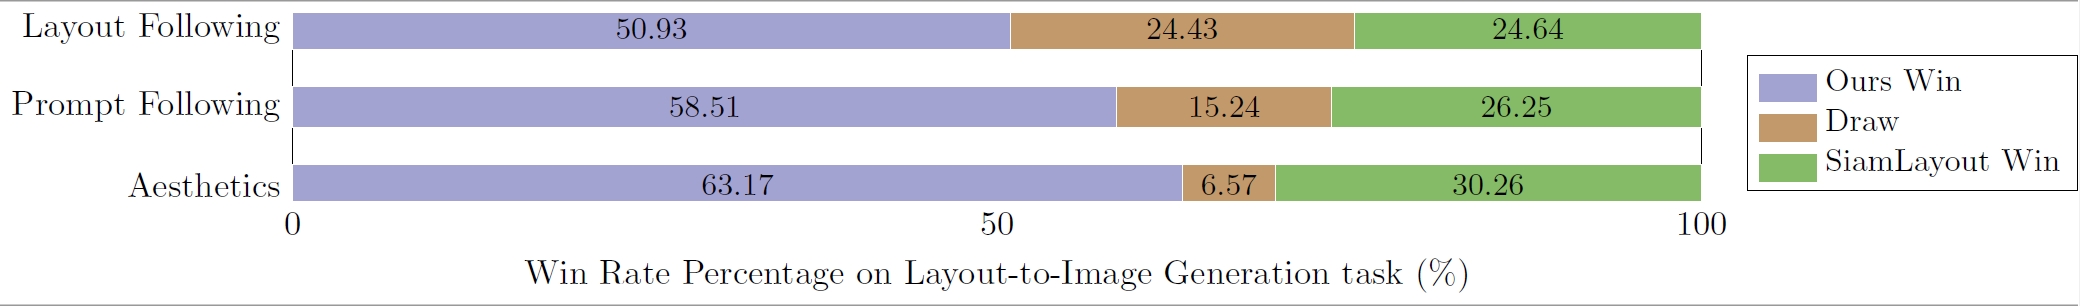 Layout Following 50.93 24.43 24.64
Prompt Following 58.51 15.24 26.25
Aesthetics 63.17 6.57 30.26
0 50 100
Win Rate Percentage on Layout-to-Image Generation task (%)
Ours Win
Draw
SiamLayout Win